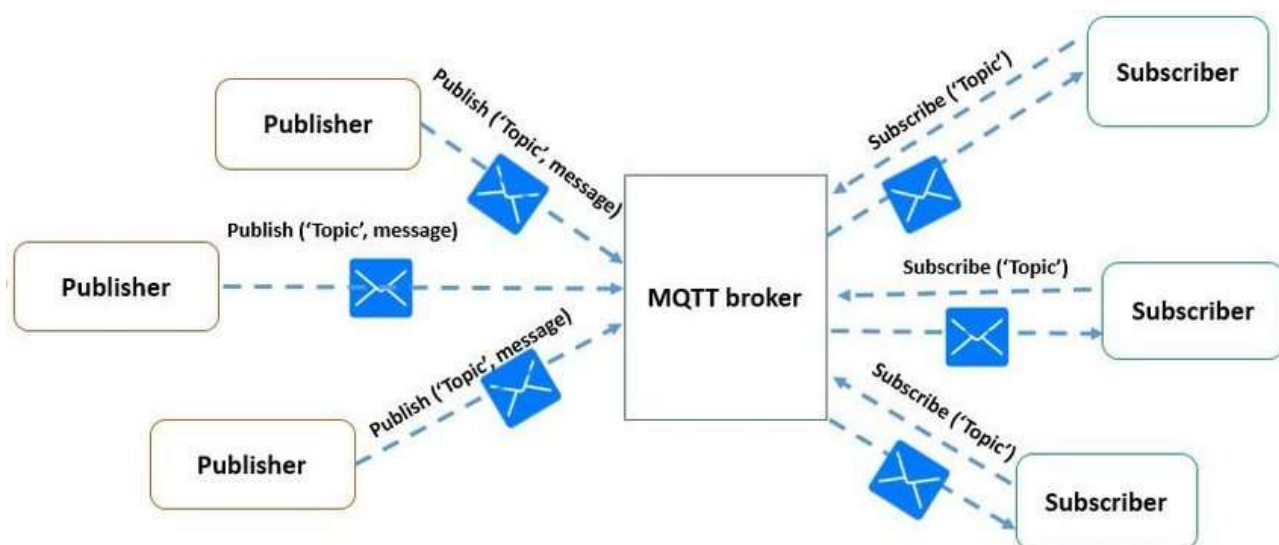 Publisher
Publish (‘Topic’, message)
Subscribe (‘Topic’)
Subscriber
Publisher
Publish (‘Topic’, message)
MQTT broker
Subscribe (‘Topic’)
Subscriber
Publisher
Publish (‘Topic’, message)
Subscribe (‘Topic’)
Subscriber